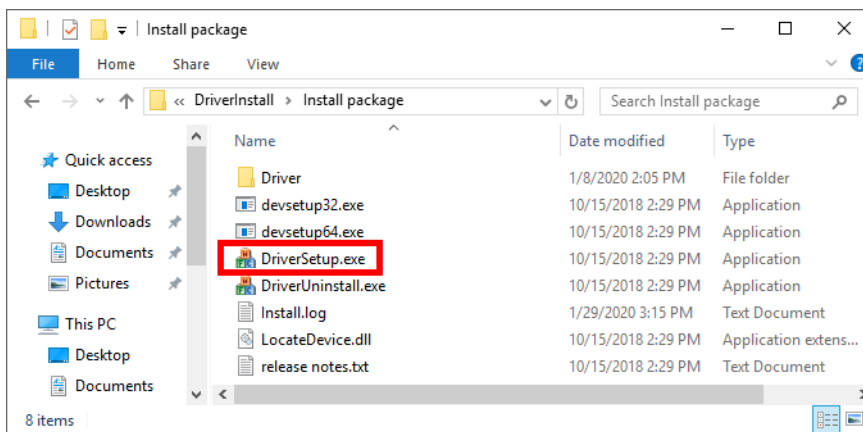 Install package
File Home Share View
« DriverInstall > Install package Search Install package
Name Date modified Type
Quick access
Desktop
Downloads
Documents
Pictures
This PC
Desktop
Documents
Driver 1/8/2020 2:05 PM File folder
devsetup32.exe 10/15/2018 2:29 PM Application
devsetup64.exe 10/15/2018 2:29 PM Application
DriverSetup.exe 10/15/2018 2:29 PM Application
DriverUninstall.exe 10/15/2018 2:29 PM Application
Install.log 1/29/2020 3:15 PM Text Document
LocateDevice.dll 10/15/2018 2:29 PM Application extens...
release notes.txt 10/15/2018 2:29 PM Text Document
8 items